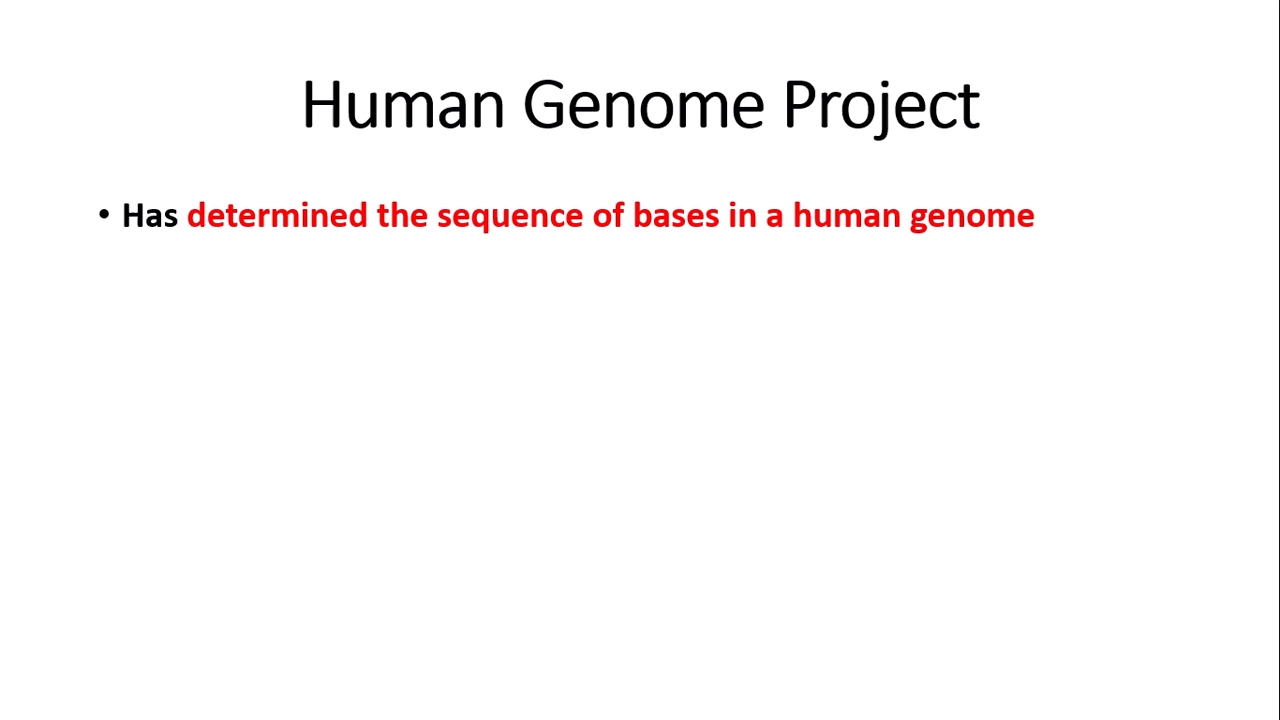 Human Genome Project
• Has determined the sequence of bases in a human genome